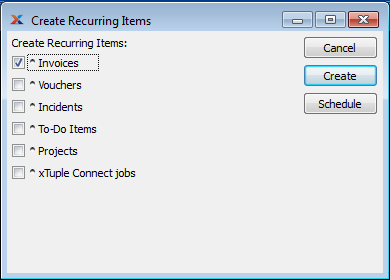 Create Recurring Items
Create Recurring Items:
^ Invoices
^ Vouchers
^ Incidents
^ To-Do Items
^ Projects
^ xTuple Connect jobs
Cancel
Create
Schedule